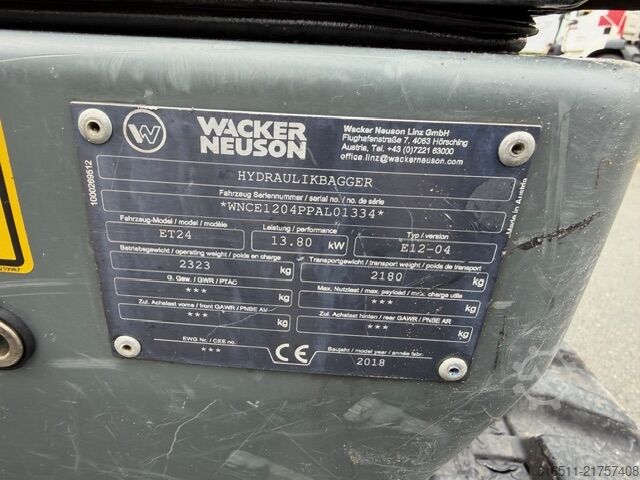 WACKER
NEUSON
Wacker Neuson Linz GmbH
Flughafenstraße 7, 4063 Hörsching
Austria, Tel. +43 (0)7221 63000
office.linz@wackerneuson.com
1000269512
HYDRAULIKBAGGER
Fahrzeug Seriennummer / serial no. / no. de série
*WNCE1204PPAL01334*
Fahrzeug-Model / model / modèle
ET24
Leistung / performance
13.80 kW
Typ / version
E12-04
Betriebsgewicht / operating weight / poids en charge
2323 kg
Transportgewicht / transport weight / poids de transport
2180 kg
G. Gew. / GWR / PTAC
*** kg
Max. Nutzlast / max. payload / max. charge utile
*** kg
Zul. Achslast vorne / front GAWR / PNBE AV
*** kg
Zul. Achslast hinten / rear GAWR / PNBE AR
*** kg
EWG Nr. / CEE no.
***
CE
Baujahr / model year / année fabr.
2018
016511-21757408